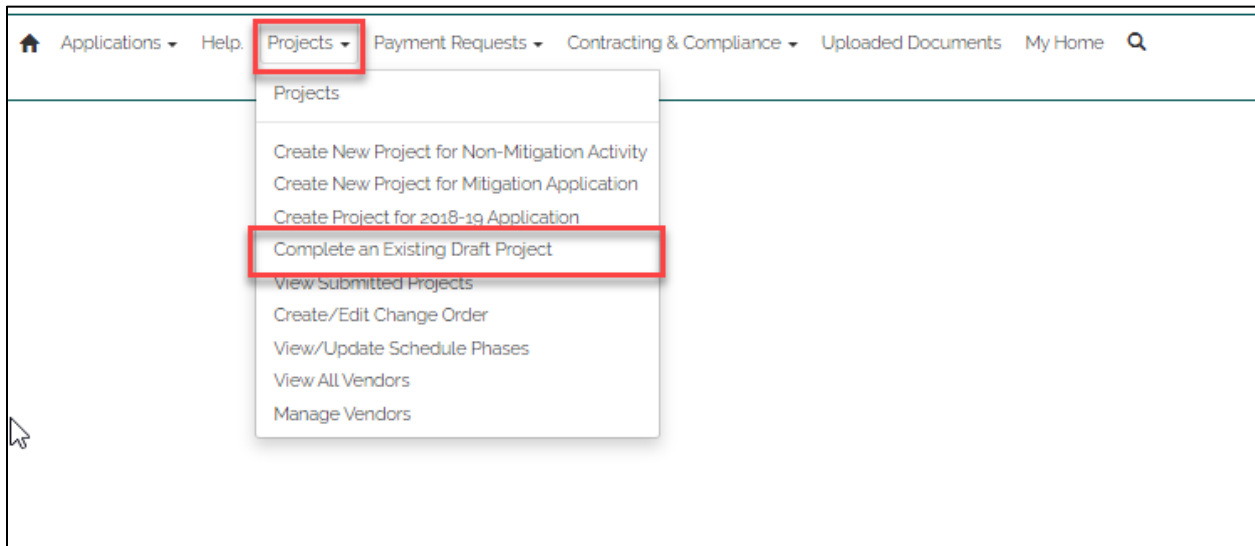 Applications Help. Projects Payment Requests Contracting & Compliance Uploaded Documents My Home
Projects
Create New Project for Non-Mitigation Activity
Create New Project for Mitigation Application
Create Project for 2018-19 Application
Complete an Existing Draft Project
View Submitted Projects
Create/Edit Change Order
View/Update Schedule Phases
View All Vendors
Manage Vendors